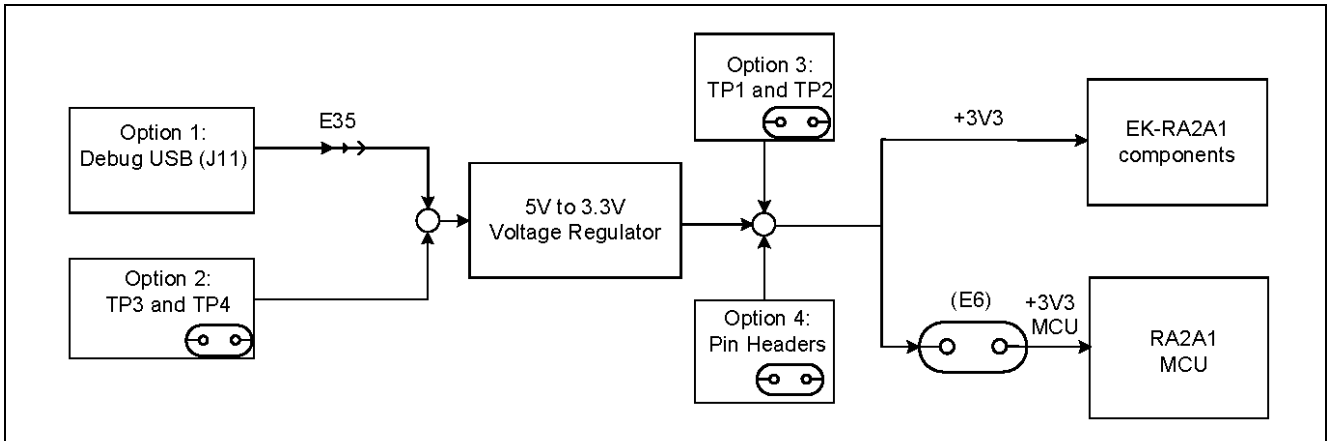 Option 1:
Debug USB (J11)
E35
Option 2:
TP3 and TP4
5V to 3.3V
Voltage Regulator
Option 3:
TP1 and TP2
Option 4:
Pin Headers
+3V3
EK-RA2A1
components
(E6)
+3V3
MCU
RA2A1
MCU